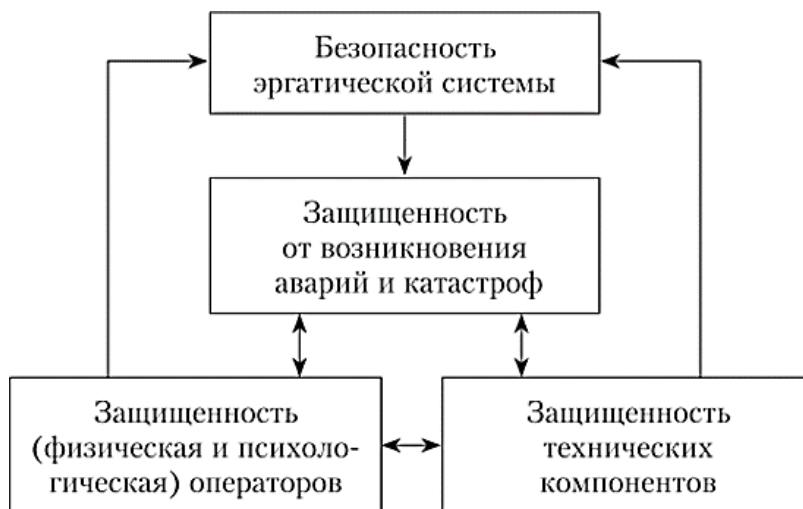 Безопасность
эргатической системы
Защищенность
от возникновения
аварий и катастроф
Защищенность
(физическая и психоло-
гическая) операторов
Защищенность
технических
компонентов